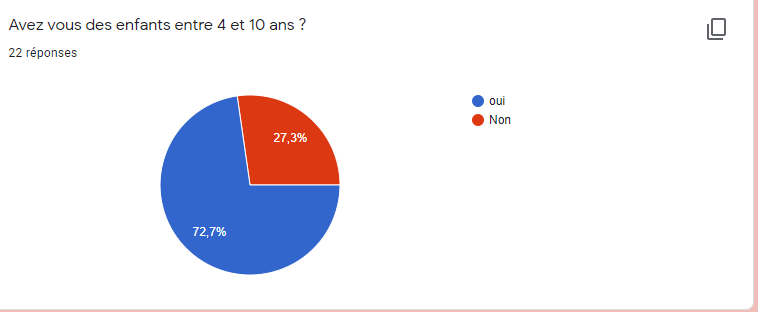 Avez vous des enfants entre 4 et 10 ans ?
22 réponses
oui
Non
27,3%
72,7%